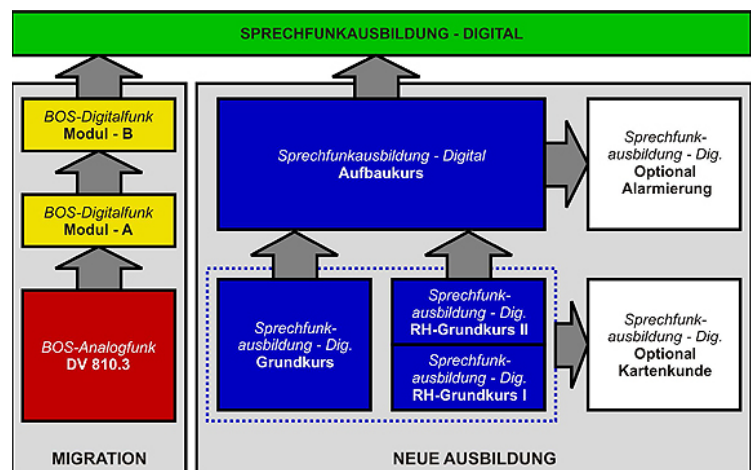 SPRECHFUNKAUSBILDUNG - DIGITAL
BOS-Digitalfunk
Modul - B
BOS-Digitalfunk
Modul - A
BOS-Analogfunk
DV 810.3
MIGRATION
Sprechfunkausbildung - Digital
Aufbaukurs
Sprechfunk-
ausbildung - Dig.
Optional
Alarmierung
Sprechfunk-
ausbildung - Dig.
Grundkurs
Sprechfunk-
ausbildung - Dig.
RH-Grundkurs II
Sprechfunk-
ausbildung - Dig.
RH-Grundkurs I
Sprechfunk-
ausbildung - Dig.
Optional
Kartenkunde
NEUE AUSBILDUNG